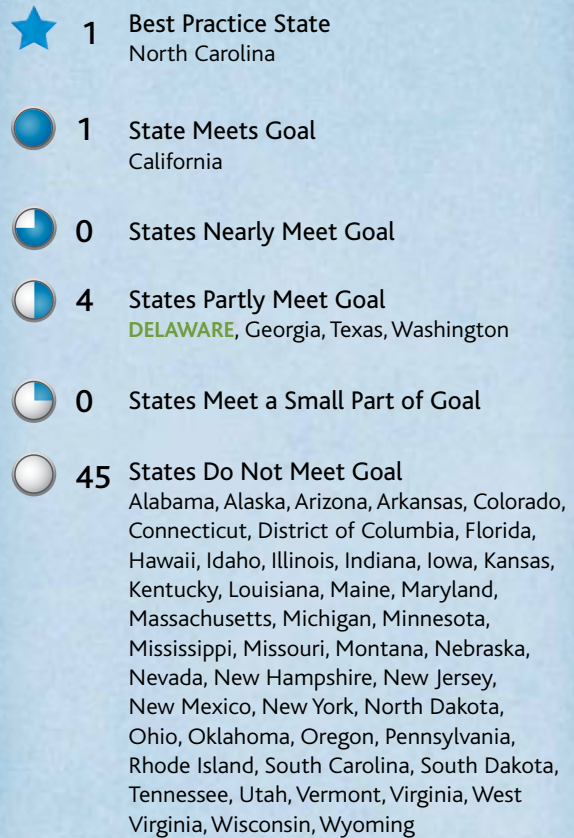 1 Best Practice State
North Carolina
1 State Meets Goal
California
0 States Nearly Meet Goal
4 States Partly Meet Goal
DELAWARE, Georgia, Texas, Washington
0 States Meet a Small Part of Goal
45 States Do Not Meet Goal
Alabama, Alaska, Arizona, Arkansas, Colorado,
Connecticut, District of Columbia, Florida,
Hawaii, Idaho, Illinois, Indiana, Iowa, Kansas,
Kentucky, Louisiana, Maine, Maryland,
Massachusetts, Michigan, Minnesota,
Mississippi, Missouri, Montana, Nebraska,
Nevada, New Hampshire, New Jersey,
New Mexico, New York, North Dakota,
Ohio, Oklahoma, Oregon, Pennsylvania,
Rhode Island, South Carolina, South Dakota,
Tennessee, Utah, Vermont, Virginia, West
Virginia, Wisconsin, Wyoming